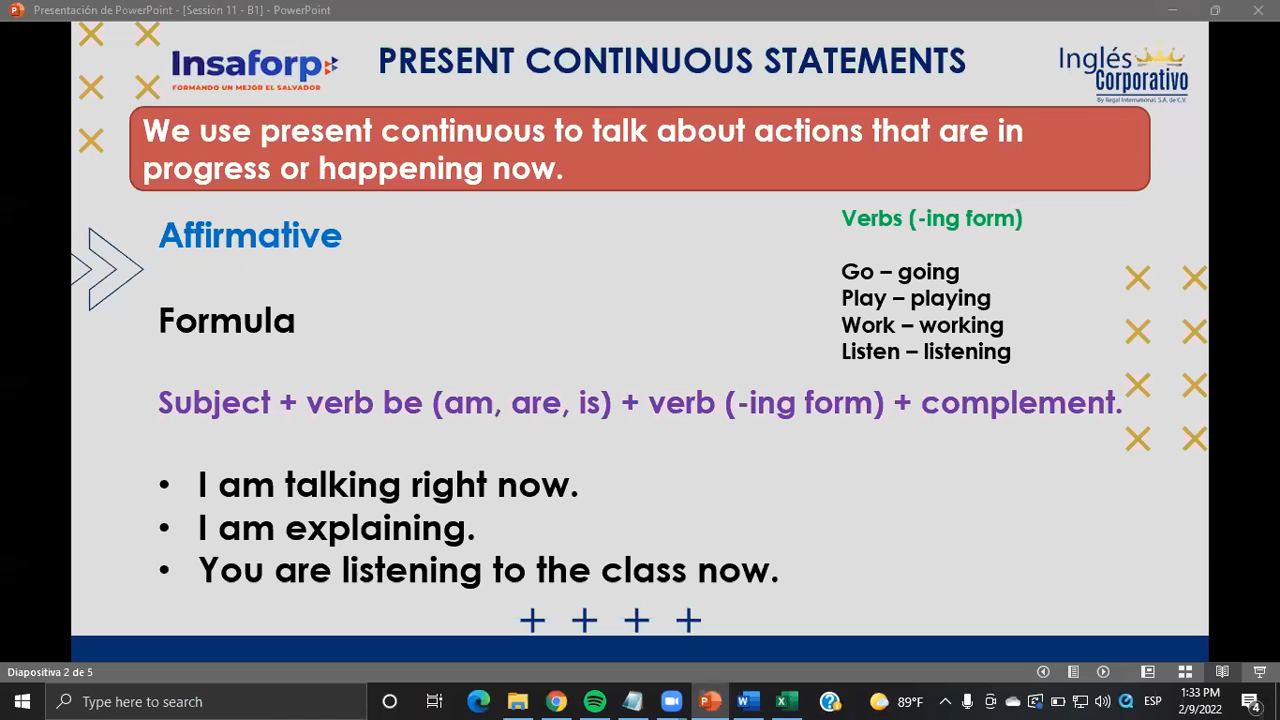 Presentación de PowerPoint - [Session 11 - B1] - PowerPoint
Insaforp
FORMANDO UN MEJOR EL SALVADOR
PRESENT CONTINUOUS STATEMENTS
Inglés
Corporativo
By Regal International, S.A. de C.V.
We use present continuous to talk about actions that are in
progress or happening now.
Affirmative
Verbs (-ing form)
Go – going
Play – playing
Work – working
Listen – listening
Formula
Subject + verb be (am, are, is) + verb (-ing form) + complement.
• I am talking right now.
• I am explaining.
• You are listening to the class now.
Diapositiva 2 de 5
Type here to search
89°F
ESP
1:33 PM
2/9/2022
4